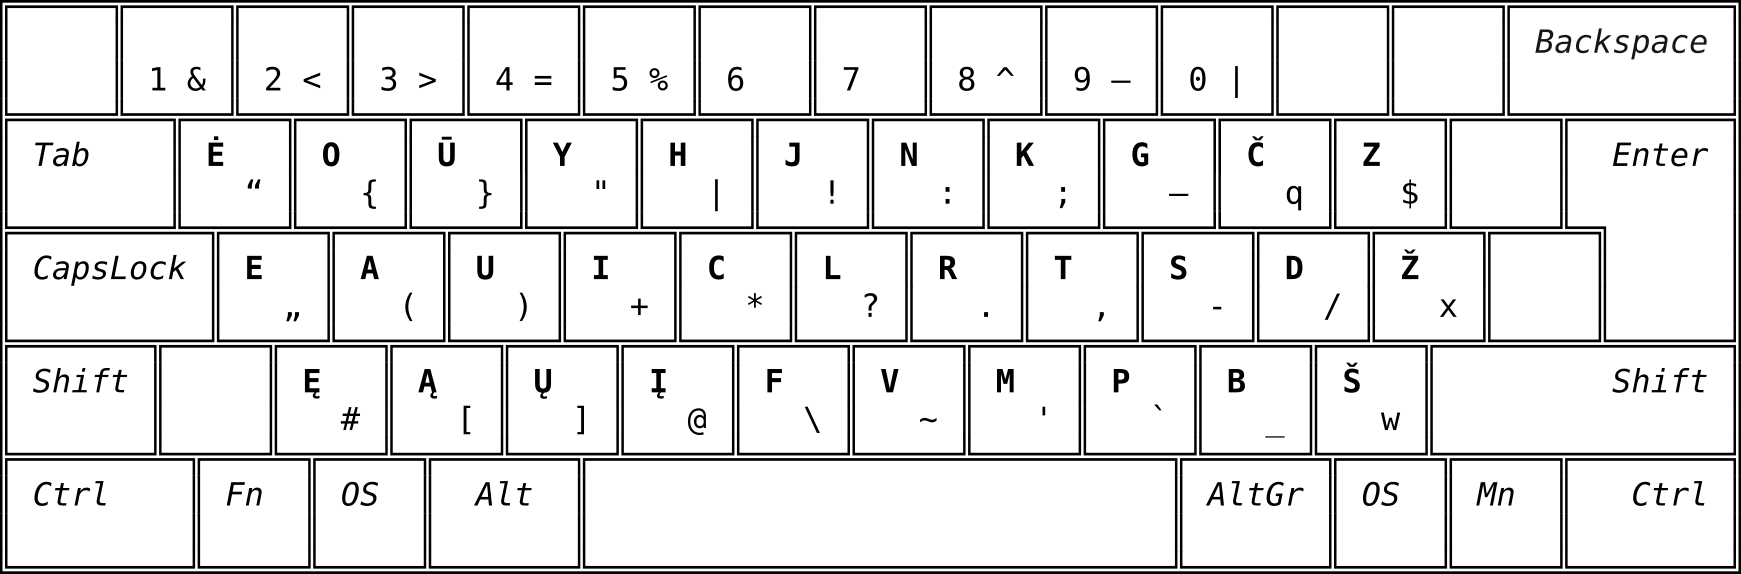 1 & 2 < 3 > 4 = 5 % 6 7 8 ^ 9 – 0 | Backspace
Tab Ė “ O { Ū } Y " H | J ! N : K ; G — Č q Z $ Enter
CapsLock E „ A ( U ) I + C * L ? R . T , S - D / Ž x
Shift Ę # Ą [ Ų ] Į @ F \ V ~ M ' P ` B _ Š w Shift
Ctrl Fn OS Alt AltGr OS Mn Ctrl